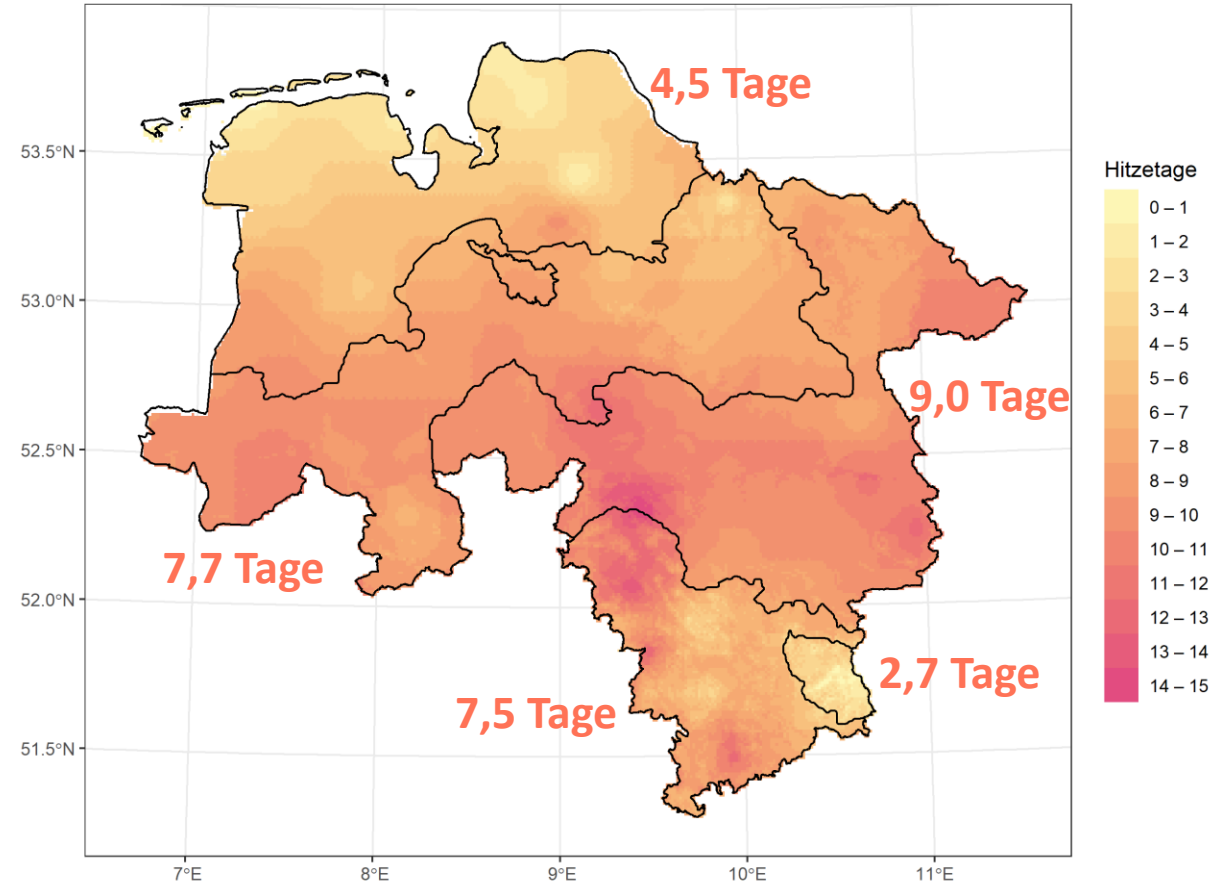 4,5 Tage
9,0 Tage
7,7 Tage
2,7 Tage
7,5 Tage
53.5°N
53.0°N
52.5°N
52.0°N
51.5°N
7°E
8°E
9°E
10°E
11°E
Hitzetage
0 – 1
1 – 2
2 – 3
3 – 4
4 – 5
5 – 6
6 – 7
7 – 8
8 – 9
9 – 10
10 – 11
11 – 12
12 – 13
13 – 14
14 – 15